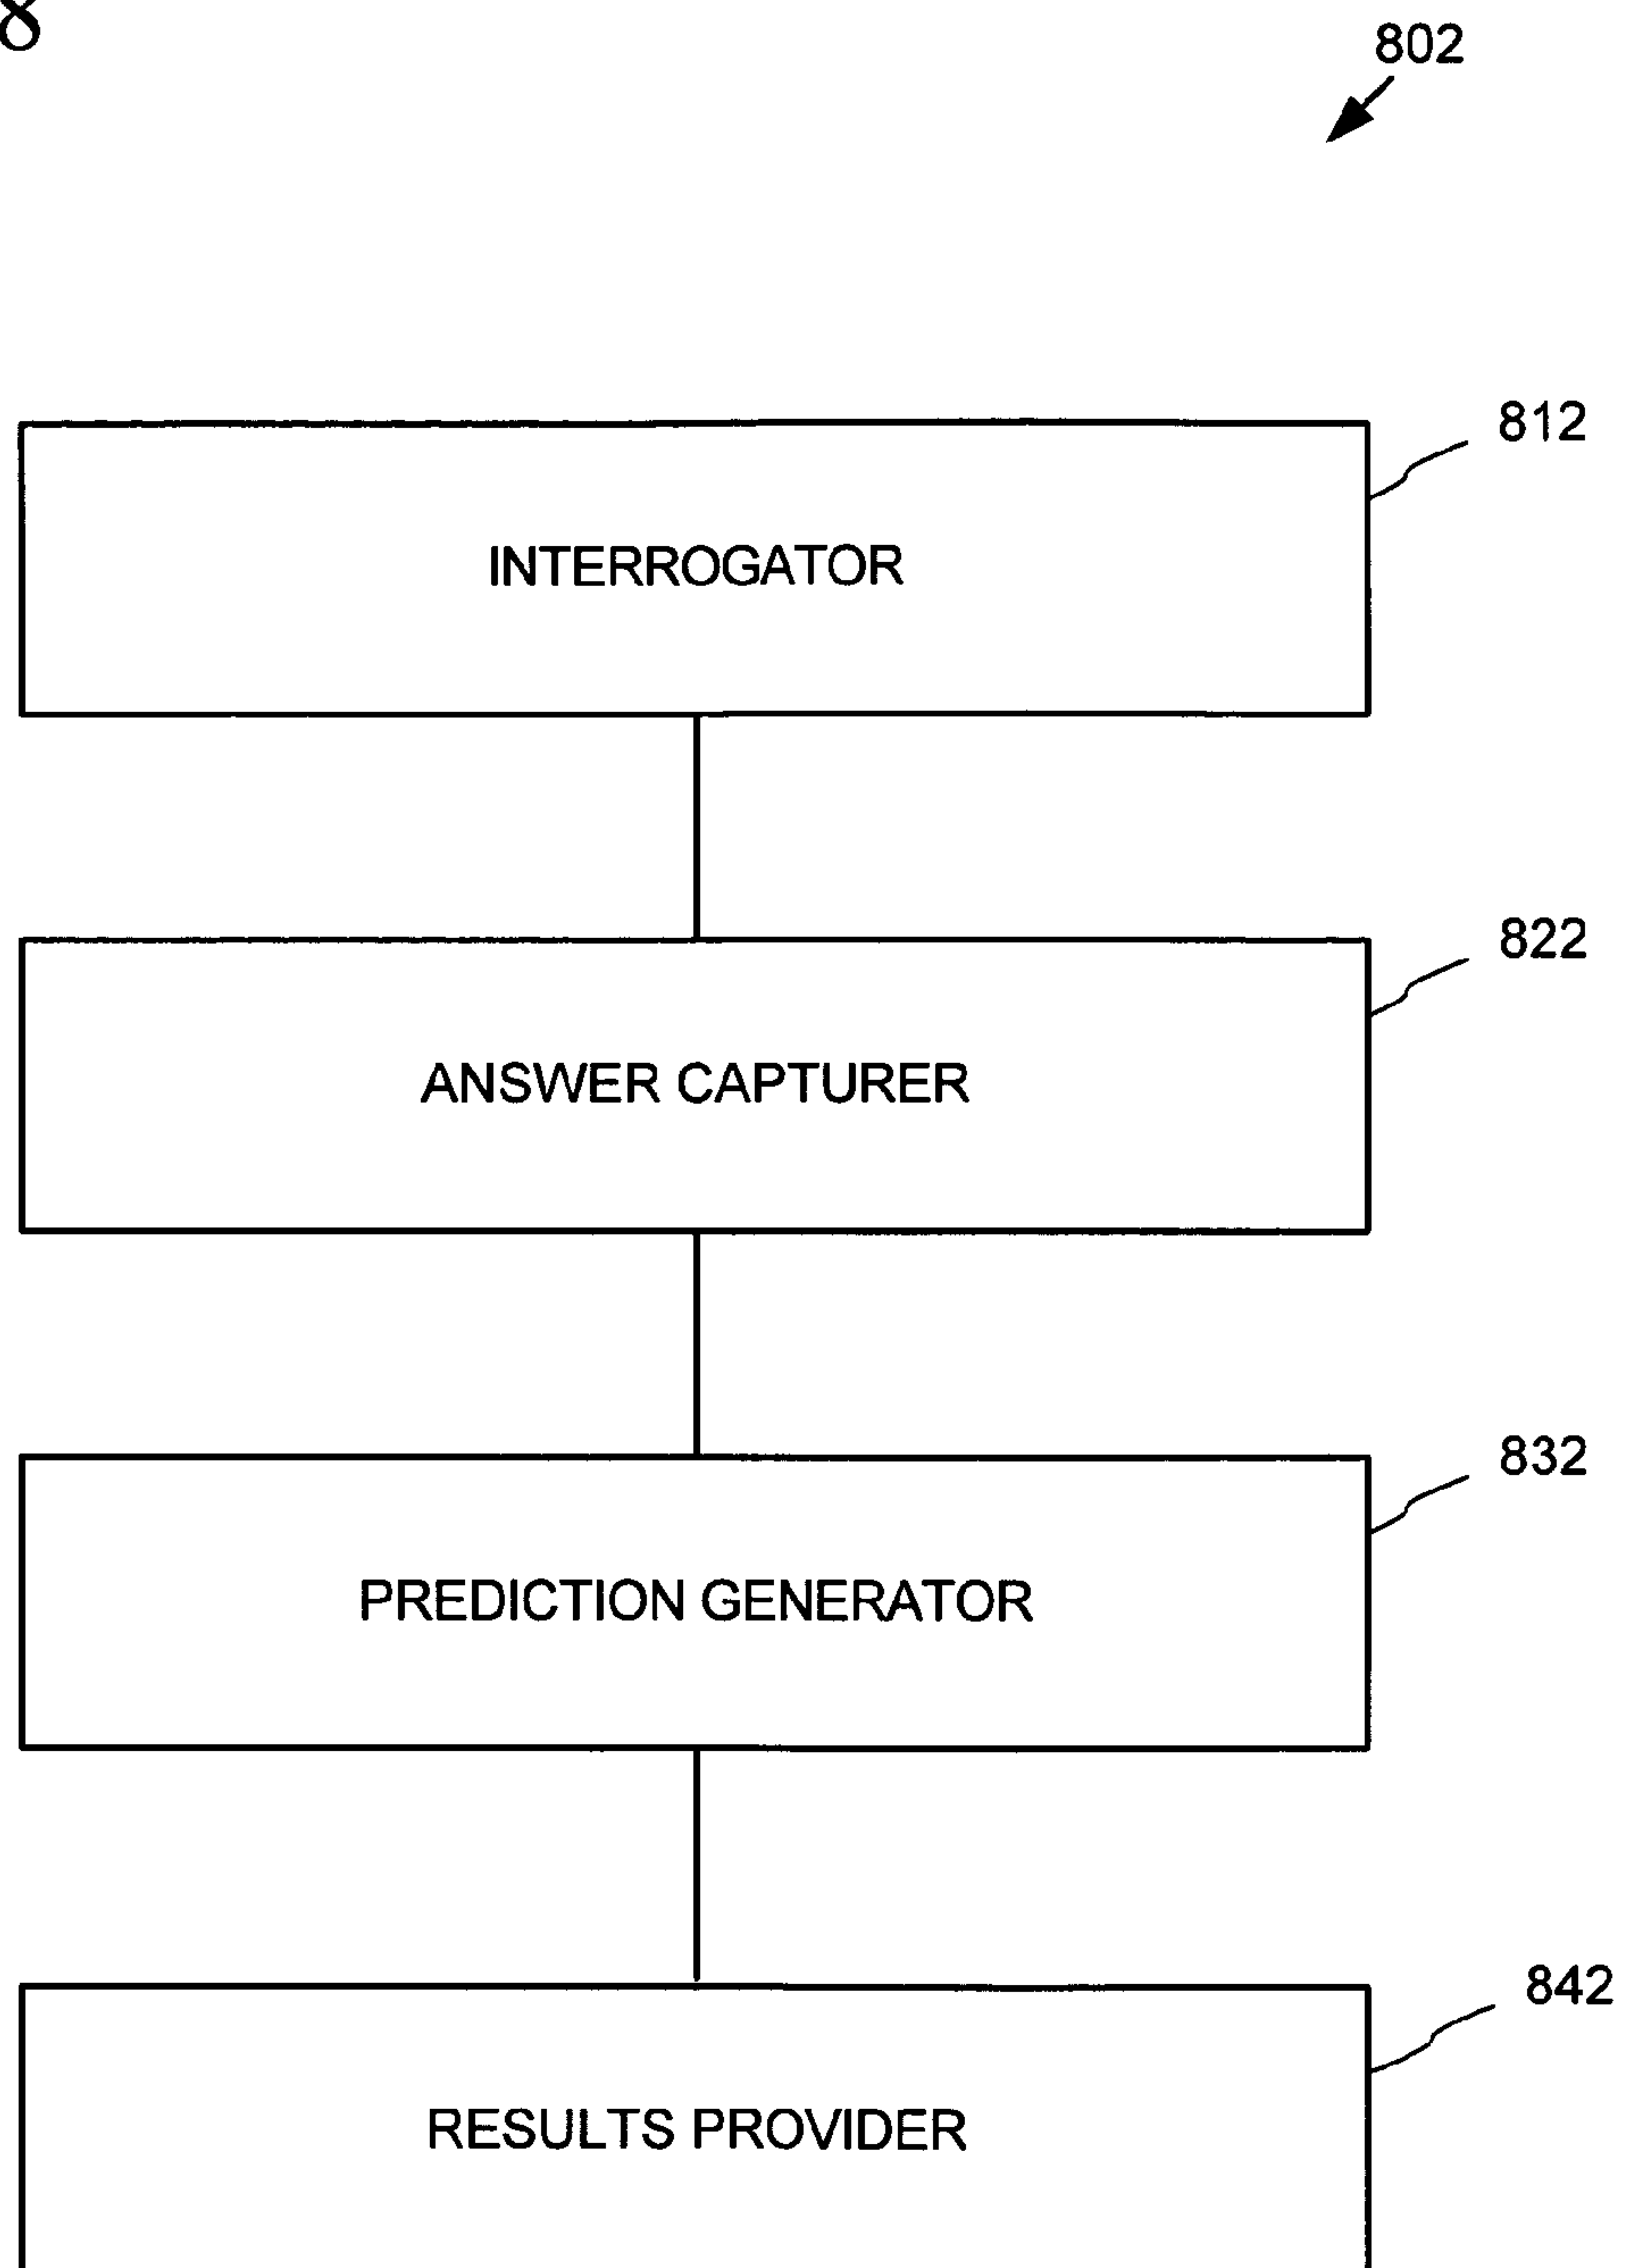 8
802
812
INTERROGATOR
822
ANSWER CAPTURER
832
PREDICTION GENERATOR
842
RESULTS PROVIDER